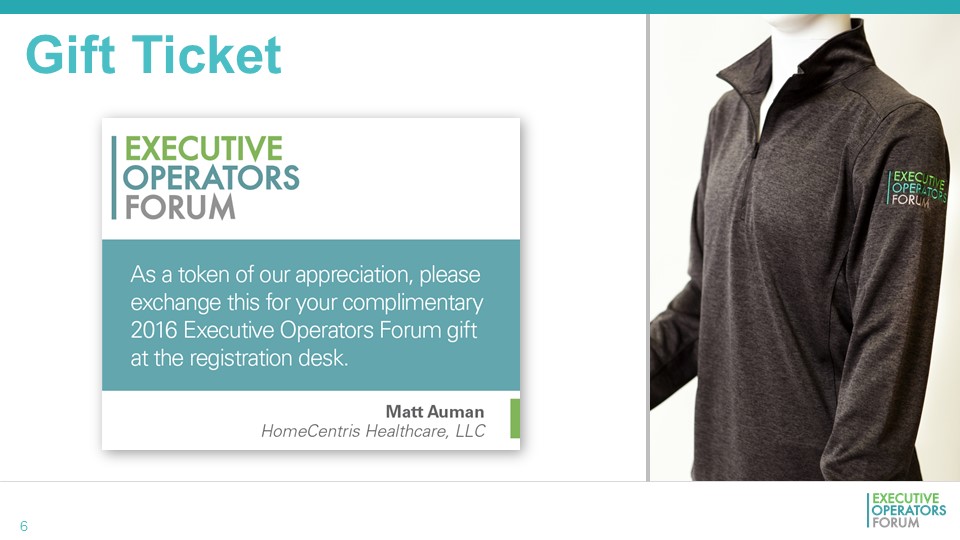 Gift Ticket
EXECUTIVE
OPERATORS
FORUM
As a token of our appreciation, please
exchange this for your complimentary
2016 Executive Operators Forum gift
at the registration desk.
Matt Auman
HomeCentris Healthcare, LLC
EXECUTIVE
OPERATORS
FORUM
6
EXECUTIVE
OPERATORS
FORUM